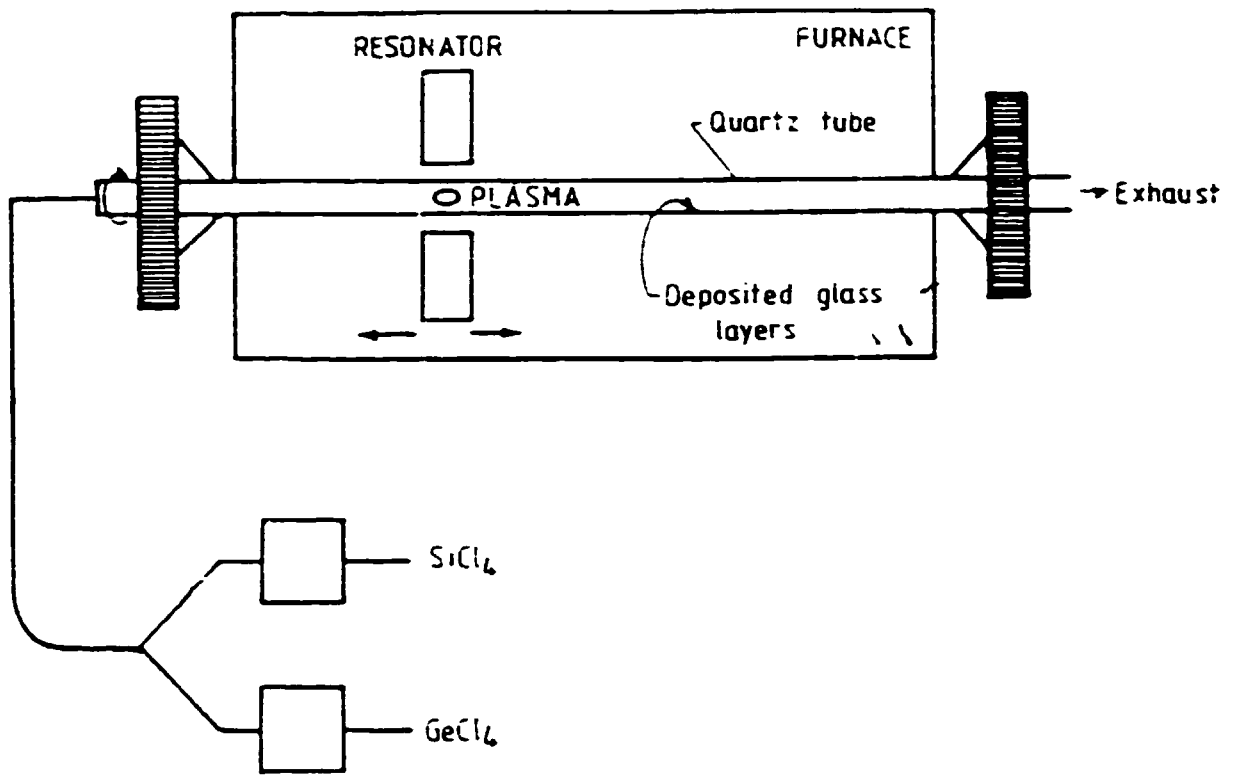 RESONATOR
FURNACE
Quartz tube
PLASMA
→ Exhaust
Deposited glass
layers
SiCl₄
GeCl₄